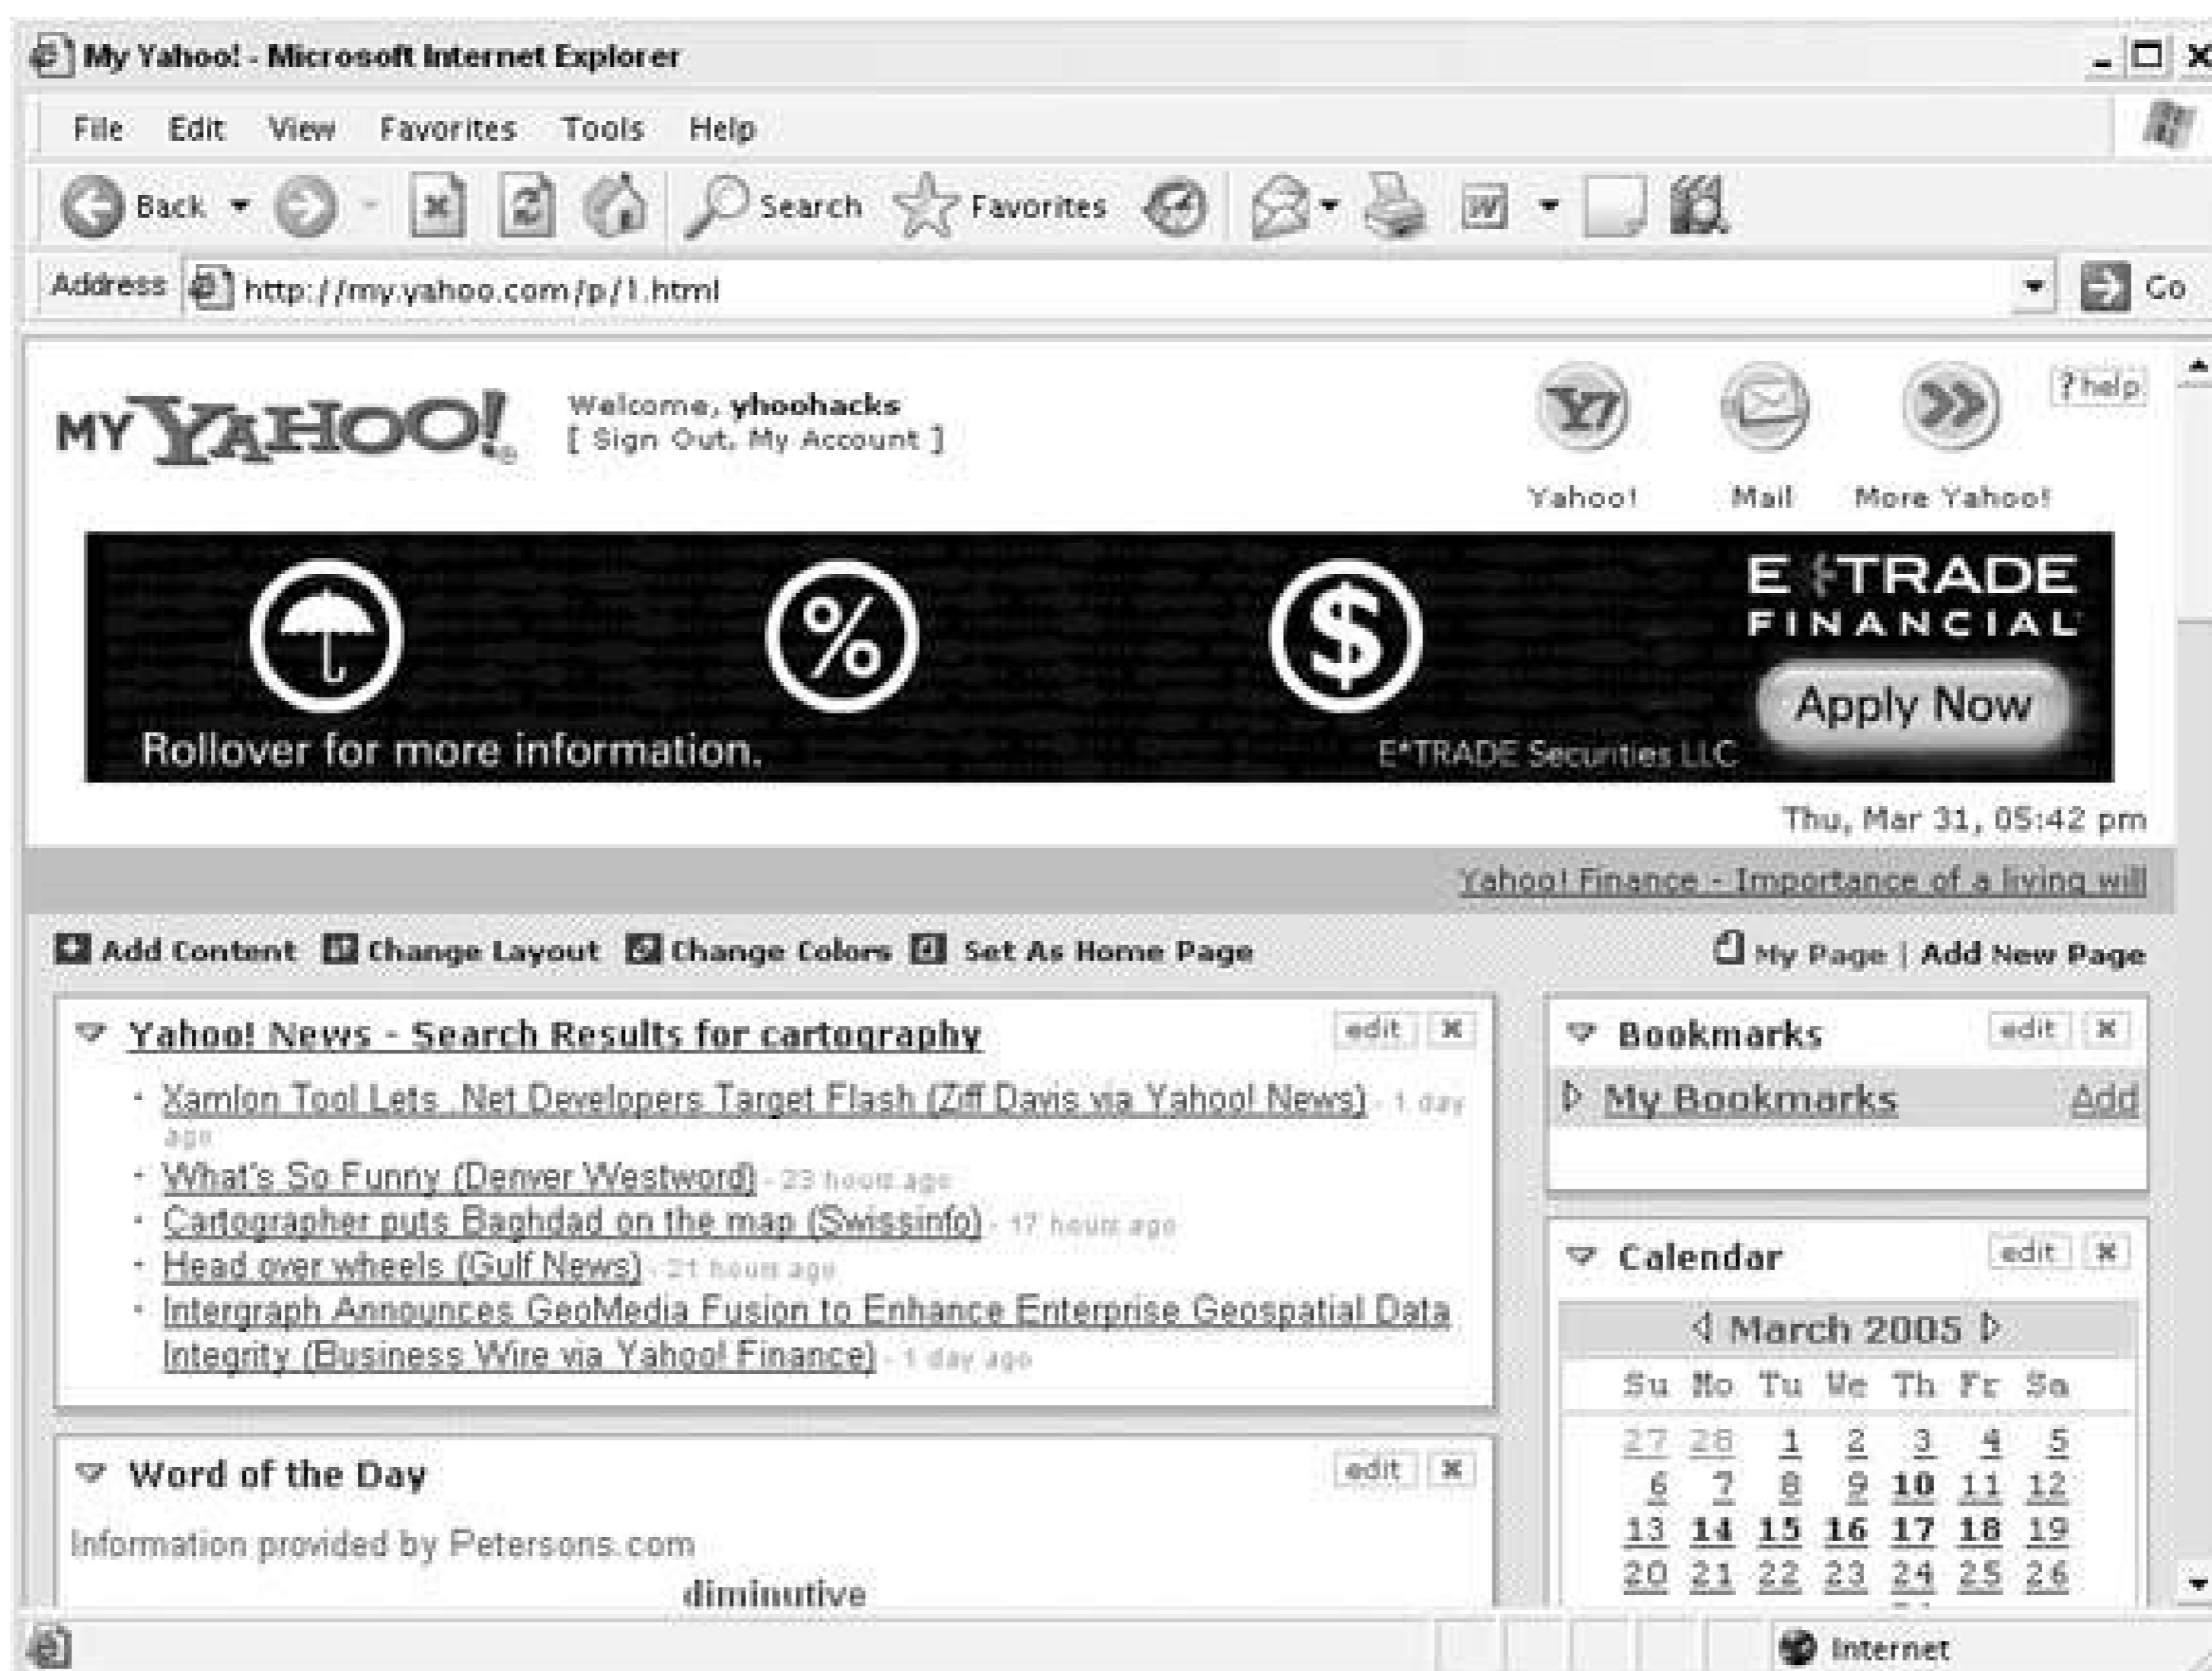 My Yahoo! - Microsoft Internet Explorer
File Edit View Favorites Tools Help
Back Search Favorites
Address http://my.yahoo.com/p/1.html Go
MY YAHOO!
Welcome, yhoohacks
[ Sign Out, My Account ]
Yahoo! Mail More Yahoo!
? help
E*TRADE
FINANCIAL
Apply Now
Rollover for more information.
E*TRADE Securities LLC
Thu, Mar 31, 05:42 pm
Yahoo! Finance - Importance of a living will
Add Content Change Layout Change Colors Set As Home Page
My Page | Add New Page
Yahoo! News - Search Results for cartography edit
Xamlon Tool Lets .Net Developers Target Flash (Ziff Davis via Yahoo! News) - 1 day
ago
What's So Funny (Denver Westword) - 23 hours ago
Cartographer puts Baghdad on the map (Swissinfo) - 17 hours ago
Head over wheels (Gulf News) - 21 hours ago
Intergraph Announces GeoMedia Fusion to Enhance Enterprise Geospatial Data
Integrity (Business Wire via Yahoo! Finance) - 1 day ago
Word of the Day edit
Information provided by Petersons.com
diminutive
Bookmarks edit
My Bookmarks Add
Calendar edit
March 2005
Su Mo Tu We Th Fr Sa
27 28 1 2 3 4 5
6 7 8 9 10 11 12
13 14 15 16 17 18 19
20 21 22 23 24 25 26
Internet